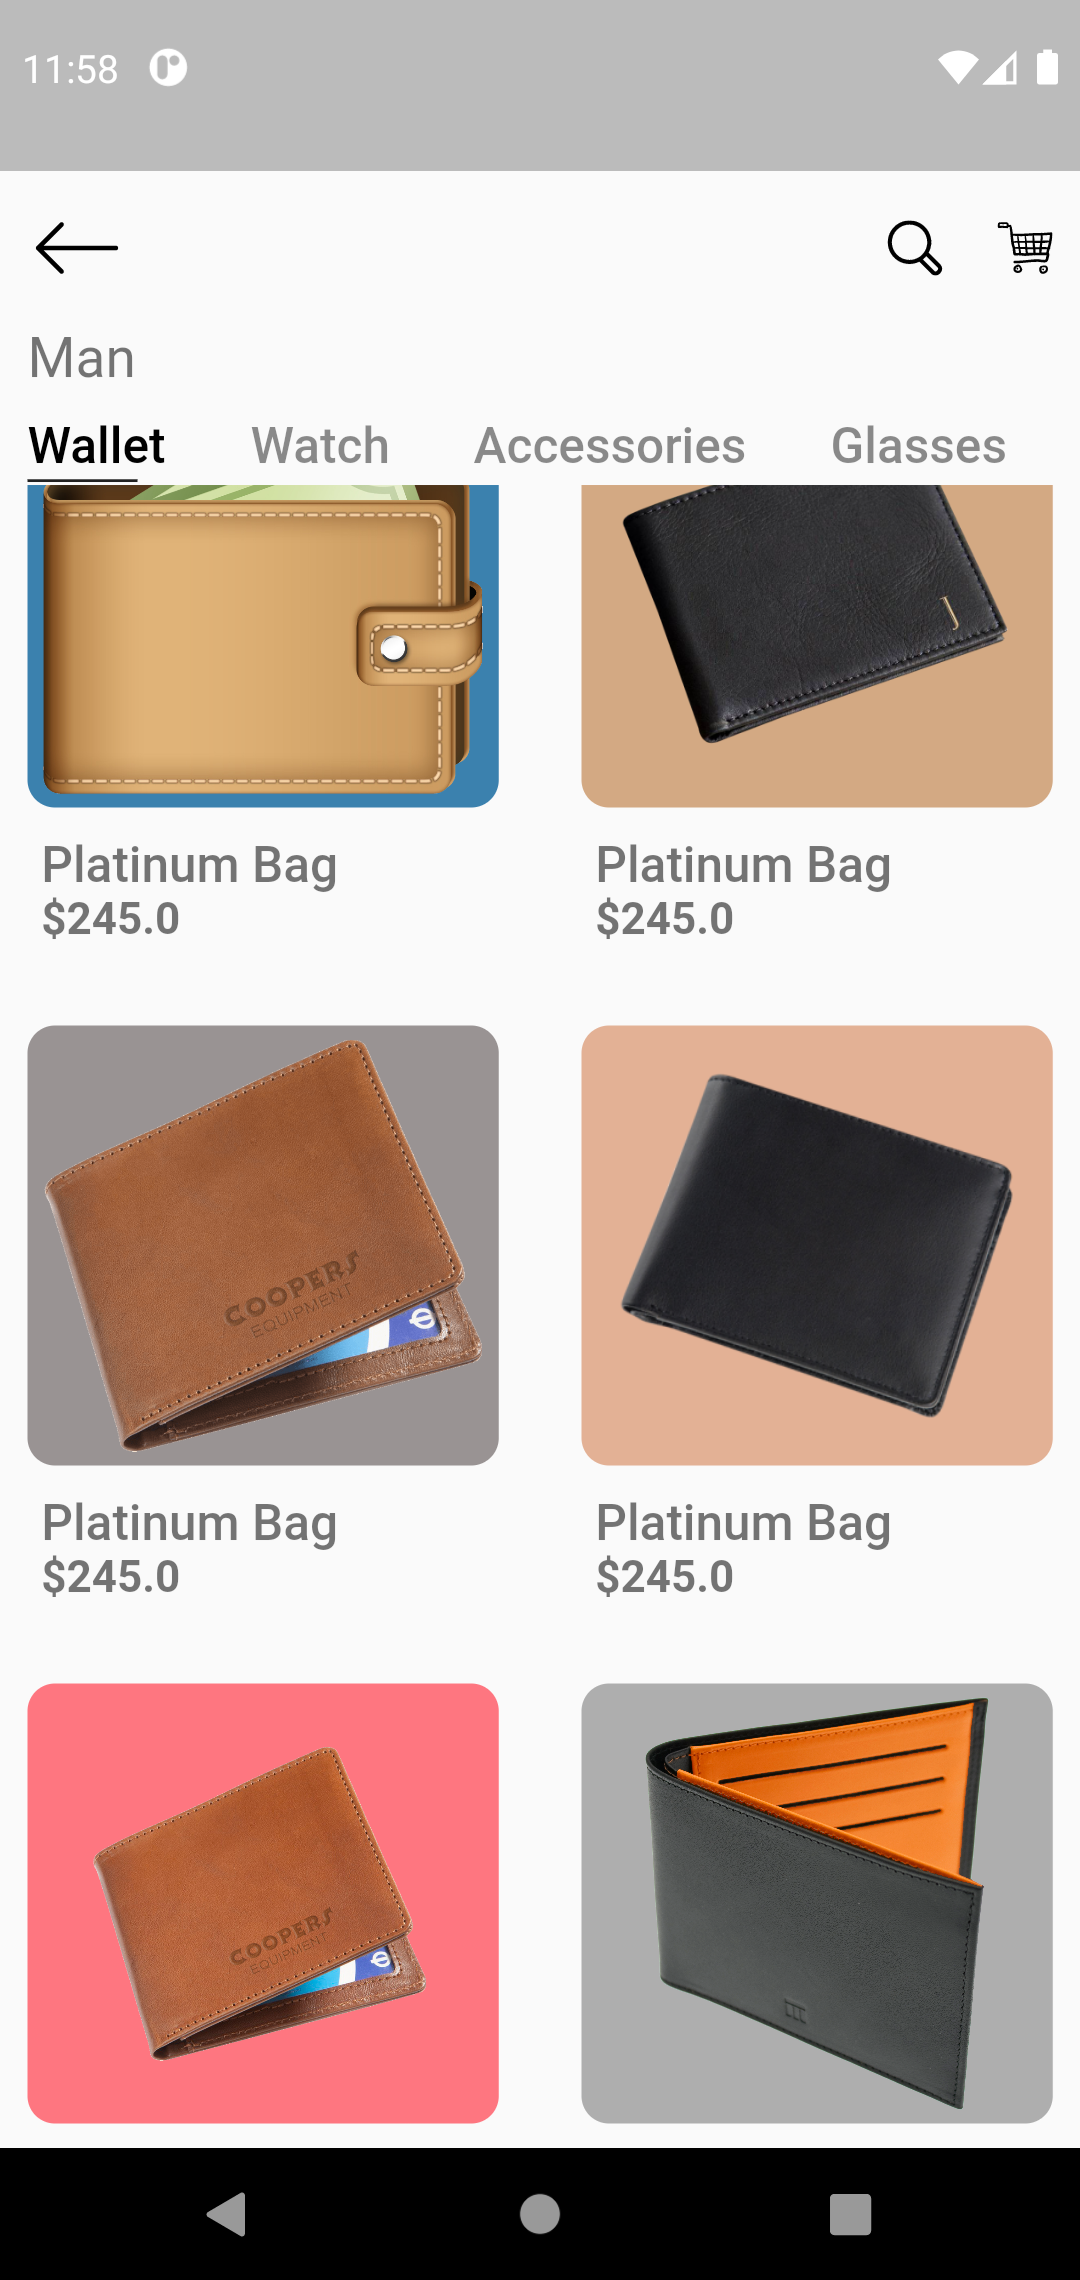 11:58
Man
Wallet Watch Accessories Glasses
J
Platinum Bag Platinum Bag
$245.0 $245.0
COOPERS
EQUIPMENT
Platinum Bag Platinum Bag
$245.0 $245.0
COOPERS
EQUIPMENT